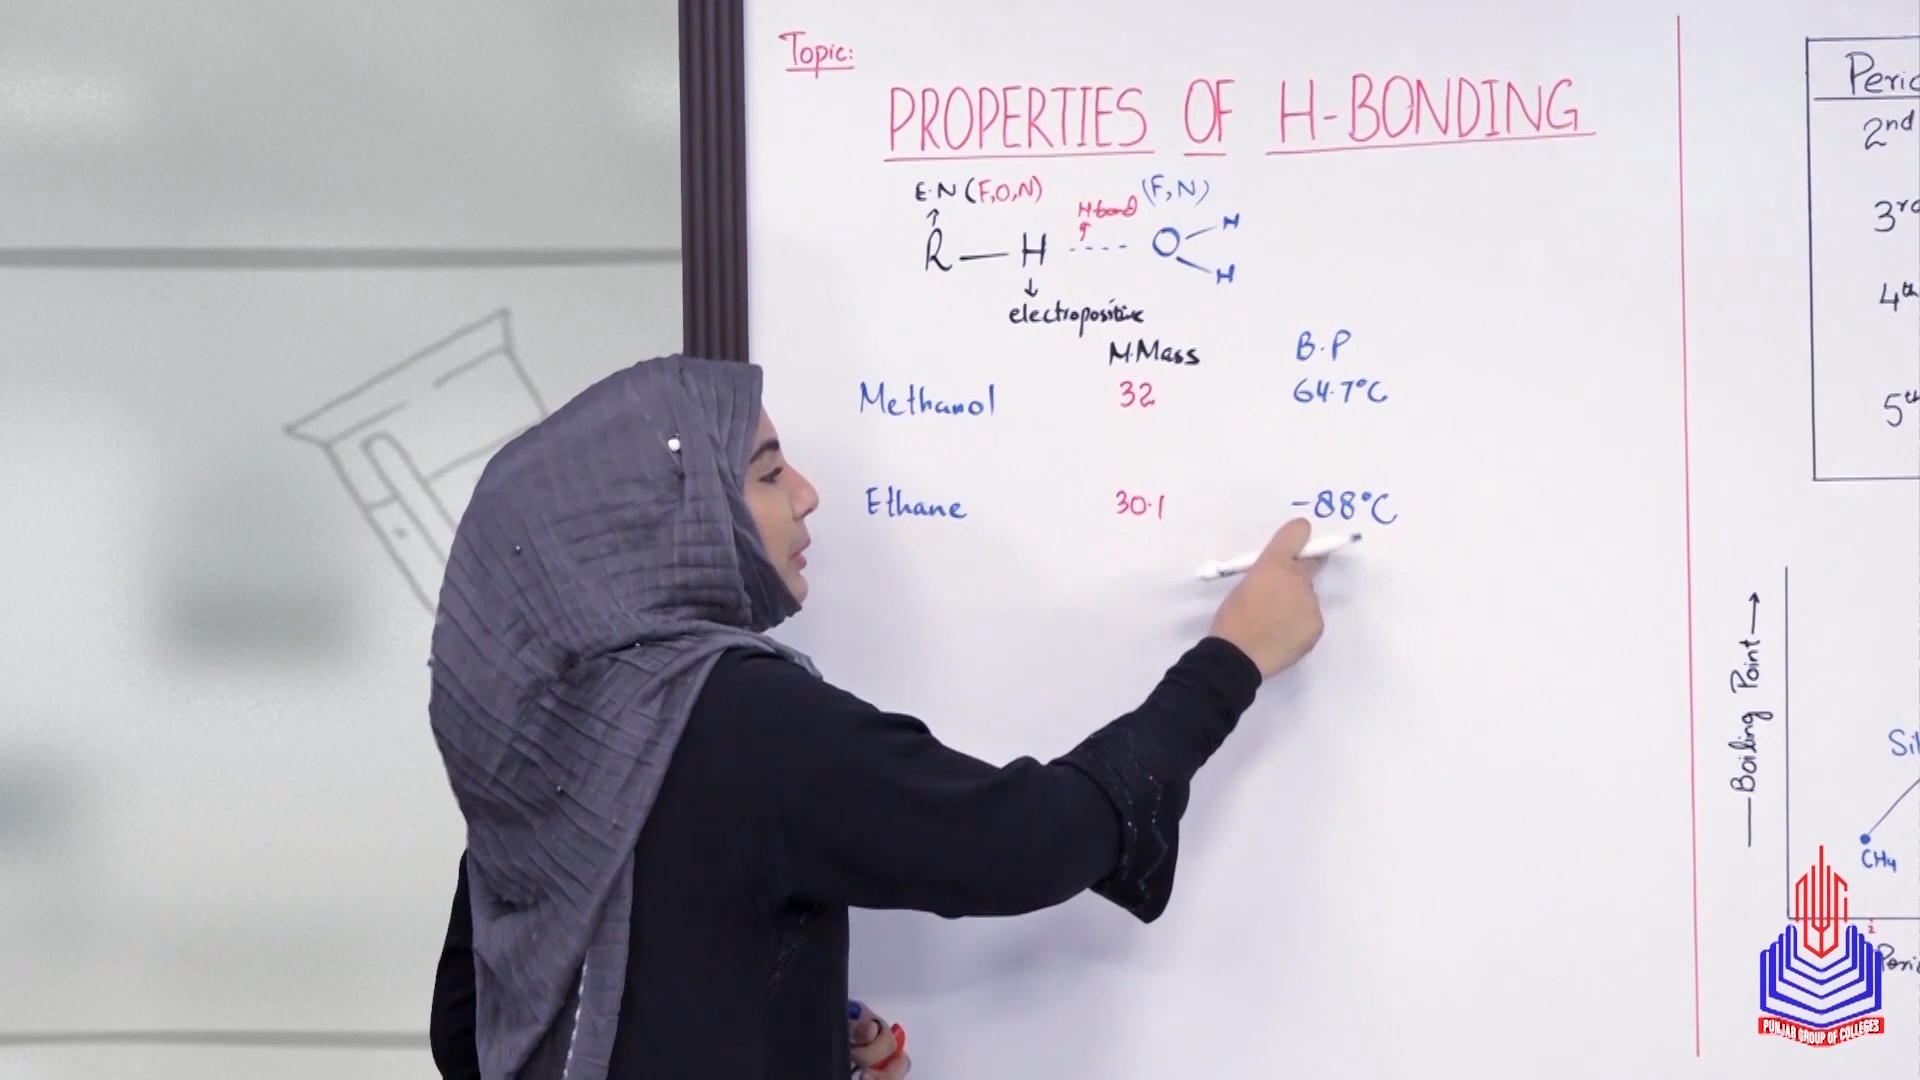 Topic:
PROPERTIES OF H-BONDING
E.N (F,O,N)
H bond
(F, N)
R — H ---- O
H
H
electropositive
M.Mass B.P
Methanol 32 64.7°C
Ethane 30.1 -88°C
2nd
3rd
4th
5th
Boiling Point
CH4
PUNJAB GROUP OF COLLEGES